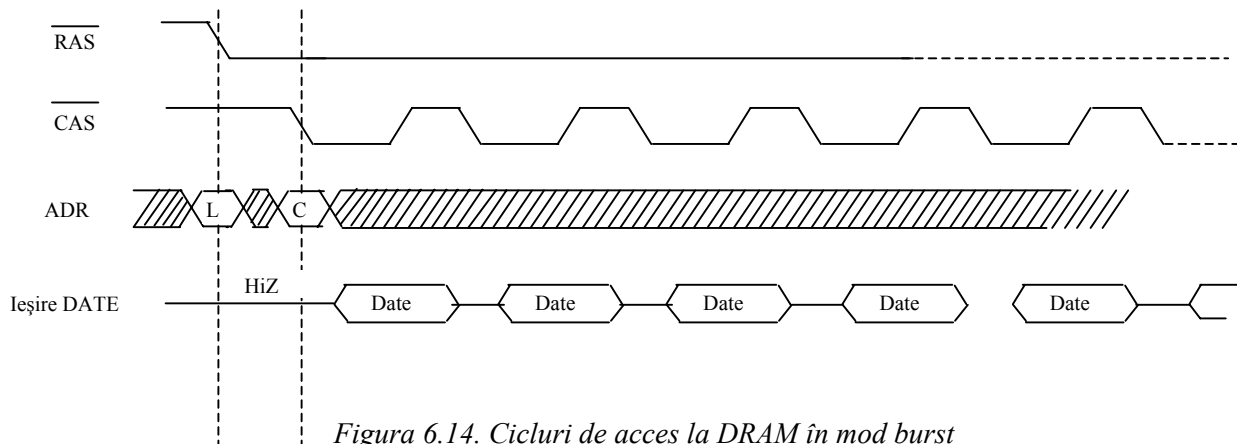 RAS
CAS
ADR
L
C
HiZ
Ieşire DATE
Date
Date
Date
Date
Date
Figura 6.14. Cicluri de acces la DRAM în mod burst